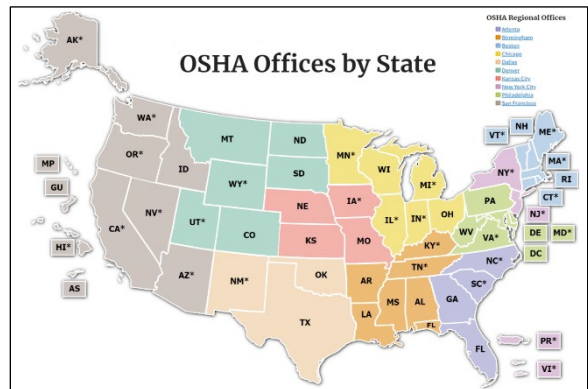 OSHA Offices by State
OSHA Regional Offices
Atlanta
Birmingham
Boston
Chicago
Dallas
Denver
Kansas City
New York City
Philadelphia
San Francisco
AK*
WA*
OR*
ID
MT
ND
MN*
WI
MI*
VT*
NH
ME*
MA*
RI
CT*
NY*
NJ*
MP
GU
HI*
AS
CA*
NV*
UT*
WY*
SD
CO
NE
IA*
KS
MO
IL*
IN*
OH
PA
WV
VA*
DE
MD*
DC
KY*
TN*
NC*
SC*
AZ*
NM*
OK
TX
AR
LA
MS
AL
FL
GA
FL
PR*
VI*